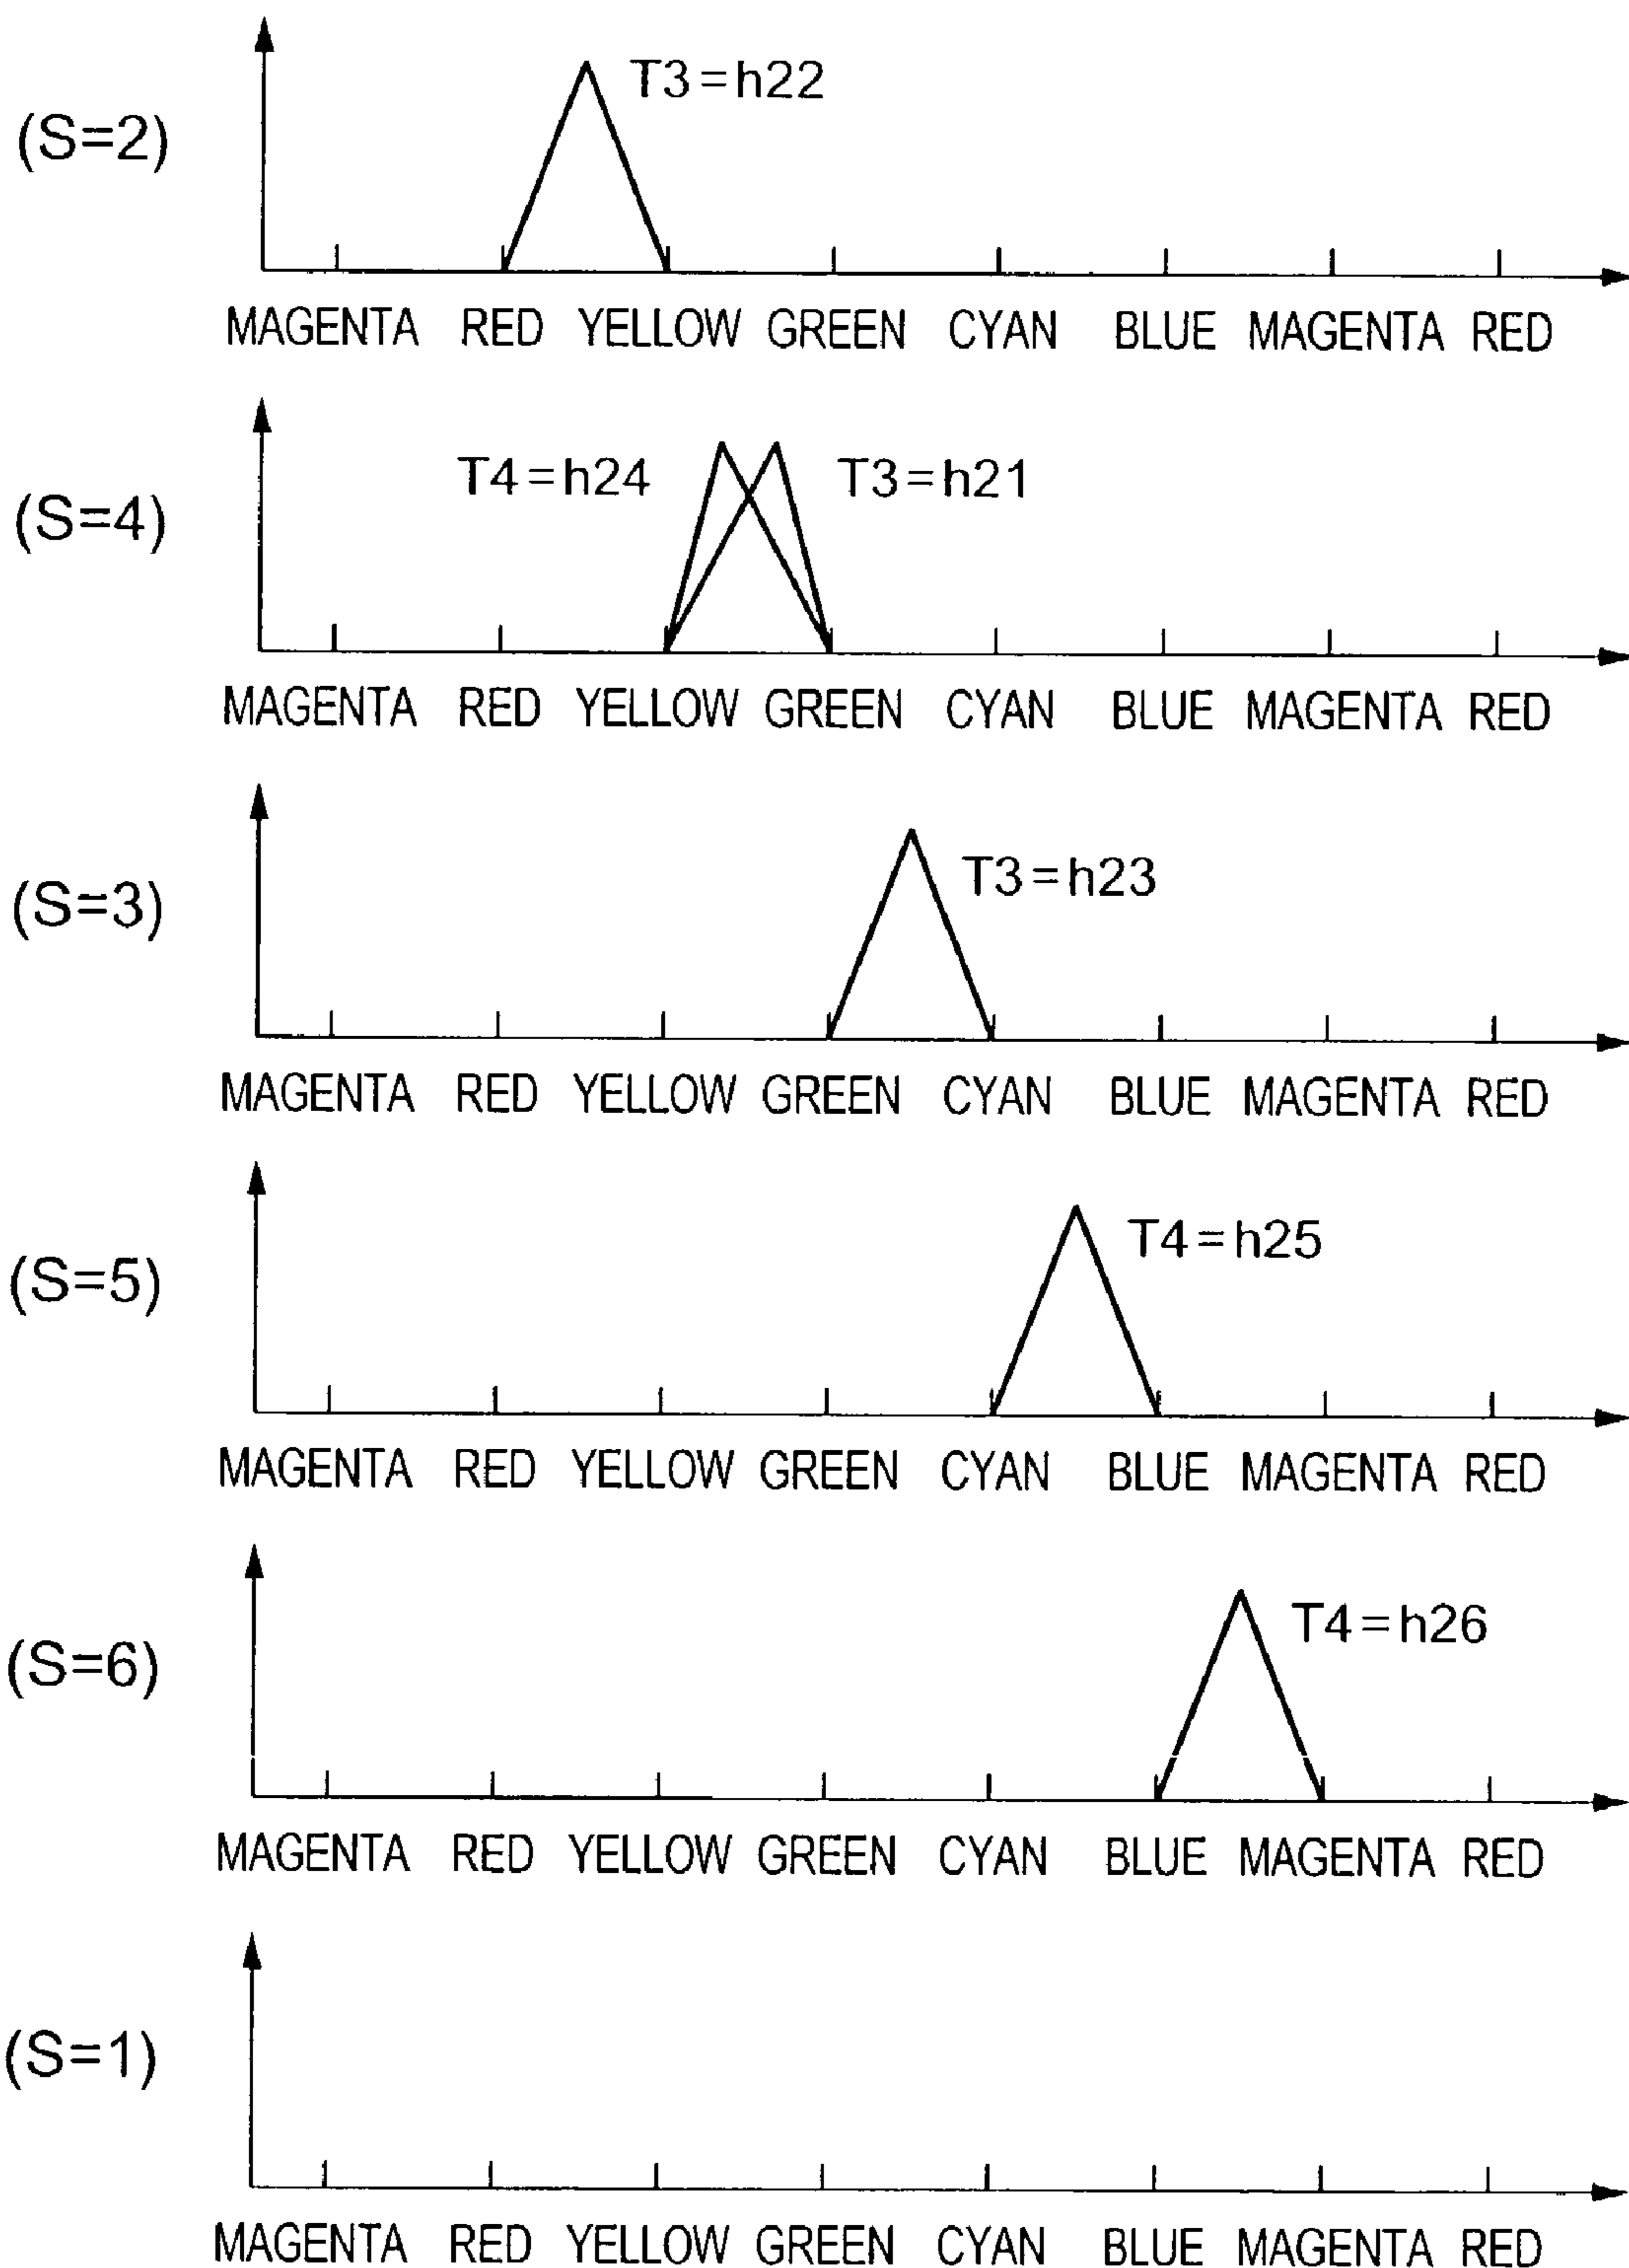 T3=h22
(S=2)
MAGENTA RED YELLOW GREEN CYAN BLUE MAGENTA RED
T4=h24 T3=h21
(S=4)
MAGENTA RED YELLOW GREEN CYAN BLUE MAGENTA RED
T3=h23
(S=3)
MAGENTA RED YELLOW GREEN CYAN BLUE MAGENTA RED
T4=h25
(S=5)
MAGENTA RED YELLOW GREEN CYAN BLUE MAGENTA RED
T4=h26
(S=6)
MAGENTA RED YELLOW GREEN CYAN BLUE MAGENTA RED
(S=1)
MAGENTA RED YELLOW GREEN CYAN BLUE MAGENTA RED